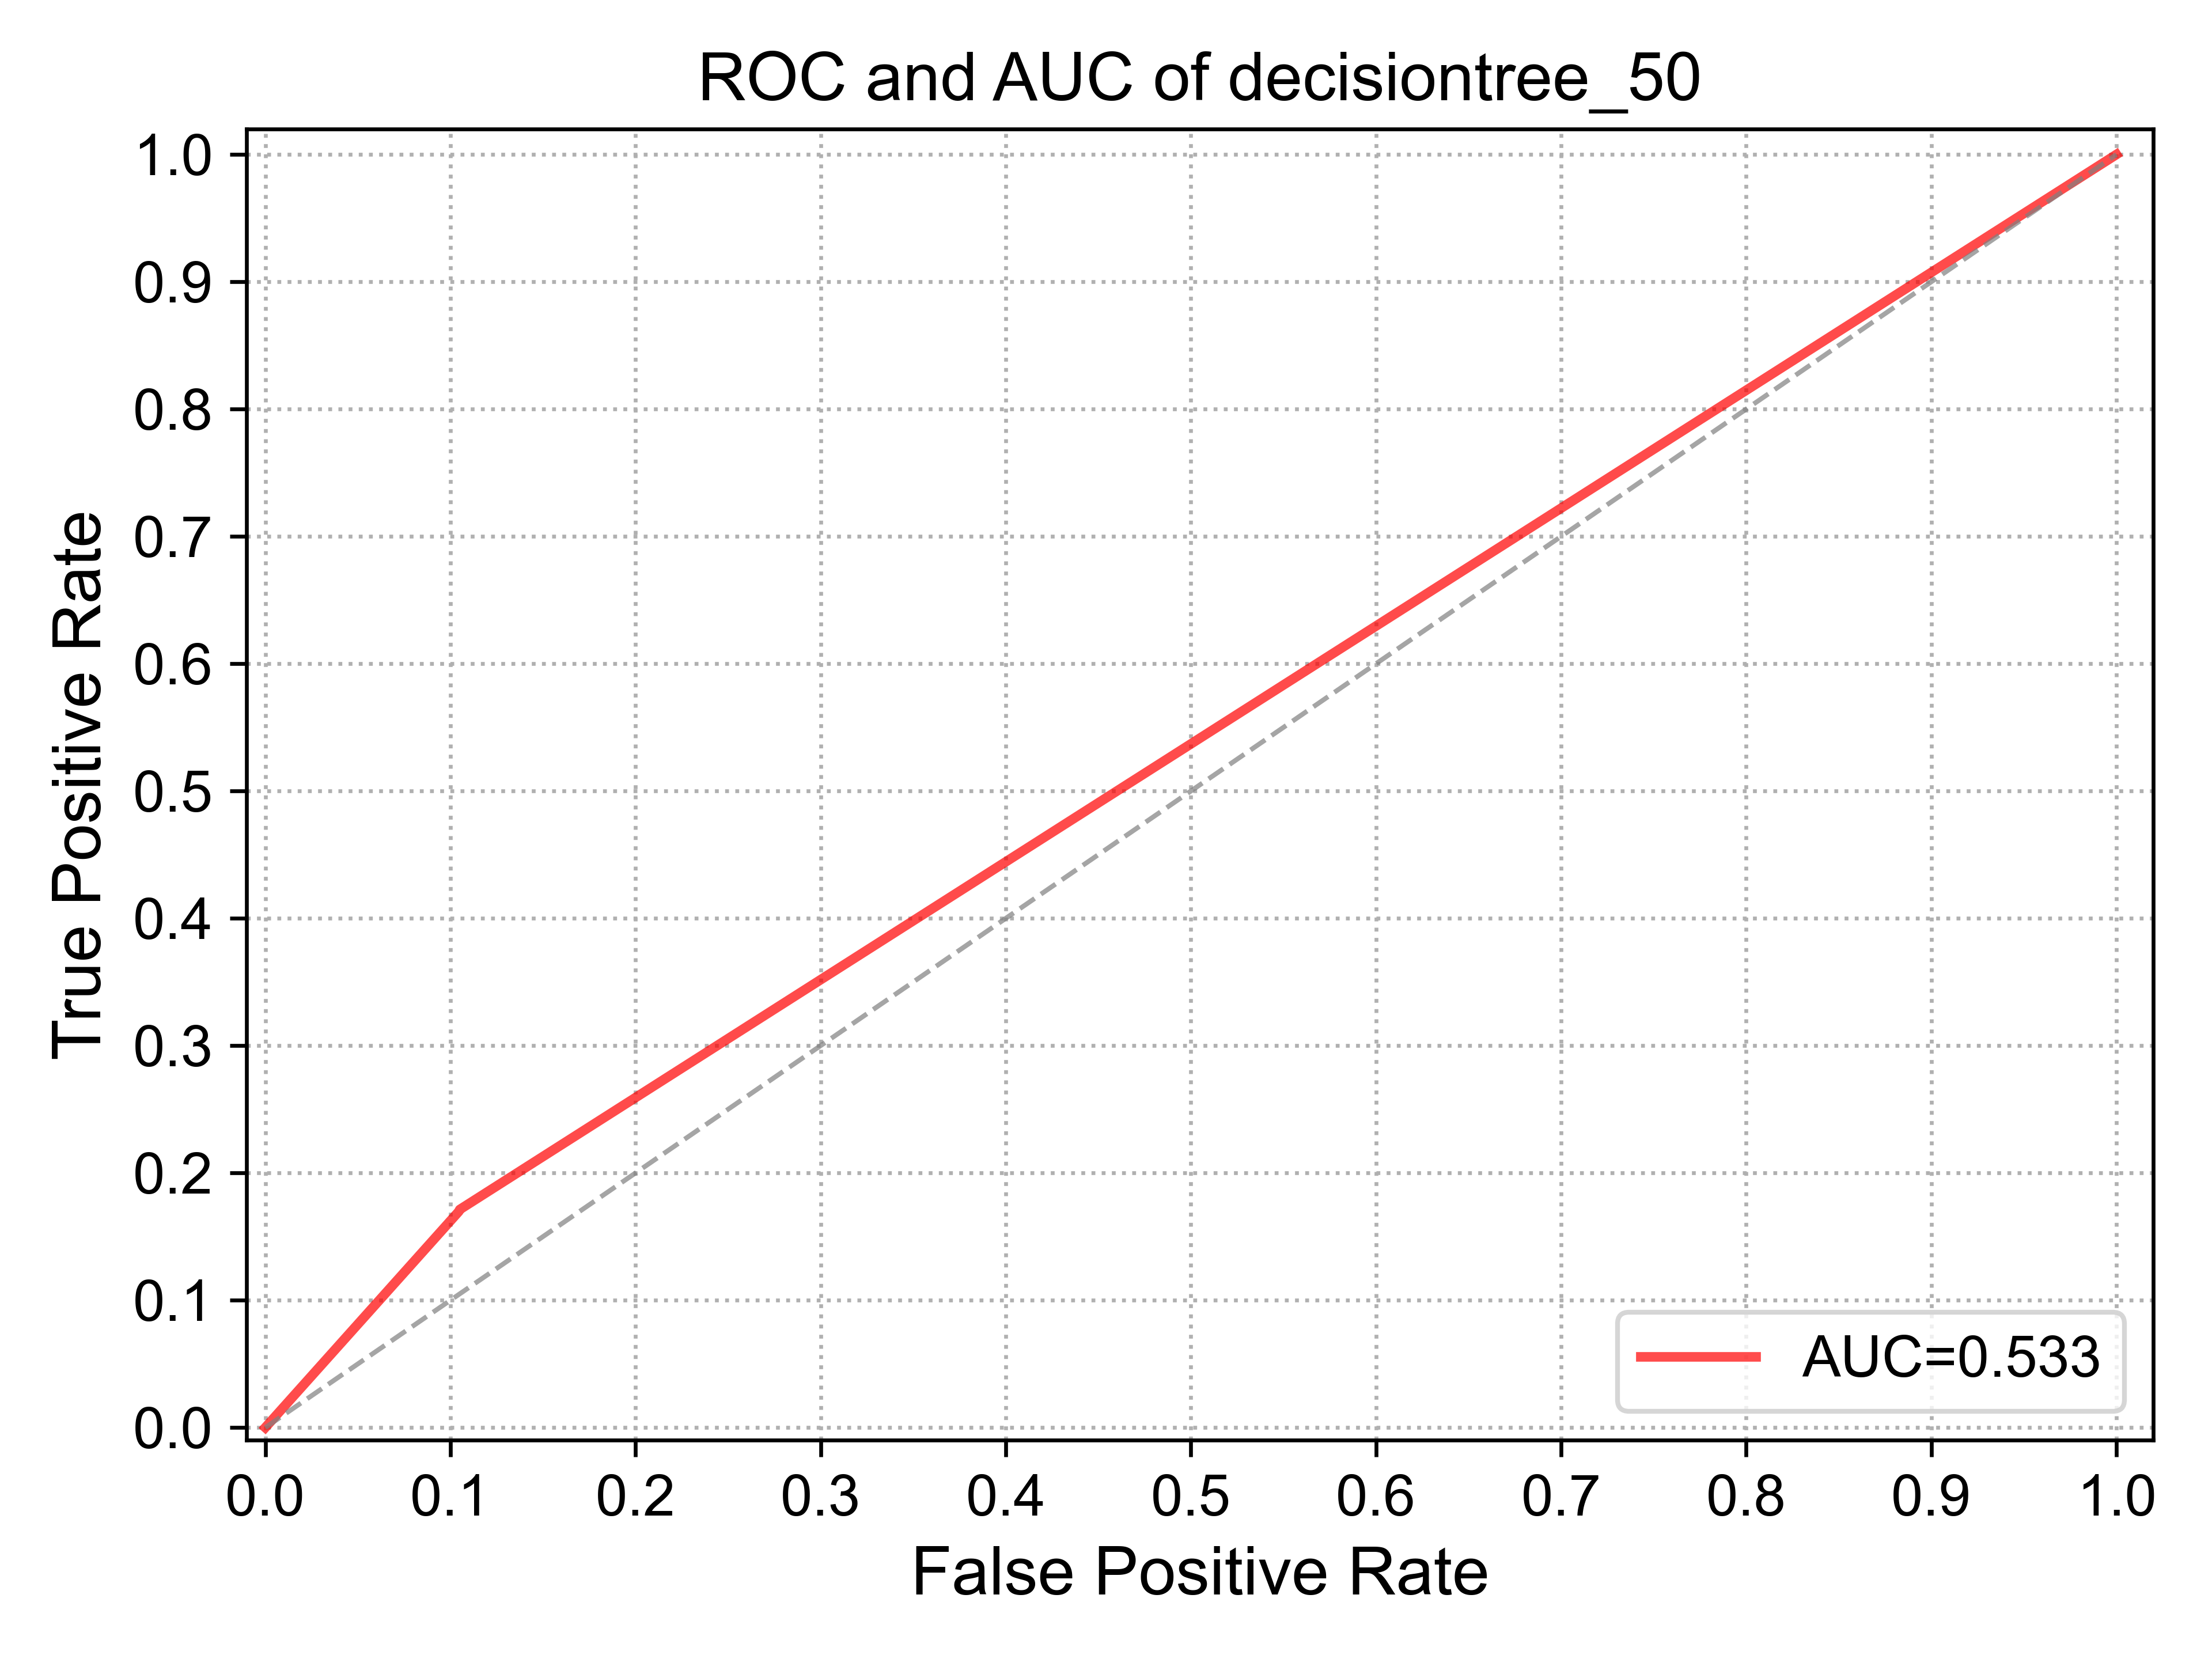 ROC and AUC of decisiontree_50
1.0
0.9
0.8
0.7
0.6
0.5
0.4
0.3
0.2
0.1
0.0
True Positive Rate
AUC=0.533
0.0 0.1 0.2 0.3 0.4 0.5 0.6 0.7 0.8 0.9 1.0
False Positive Rate